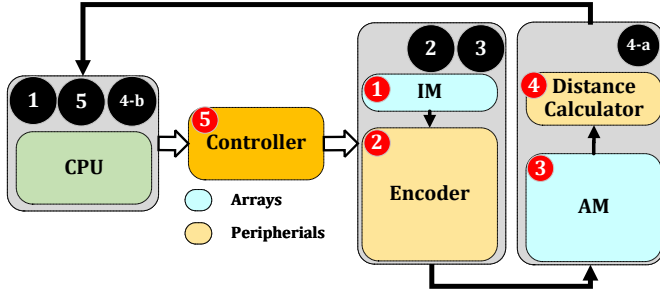 1 5 4-b
CPU
5
Controller
Arrays
Peripherials
2 3
1 IM
2
Encoder
4-a
4 Distance
Calculator
3
AM